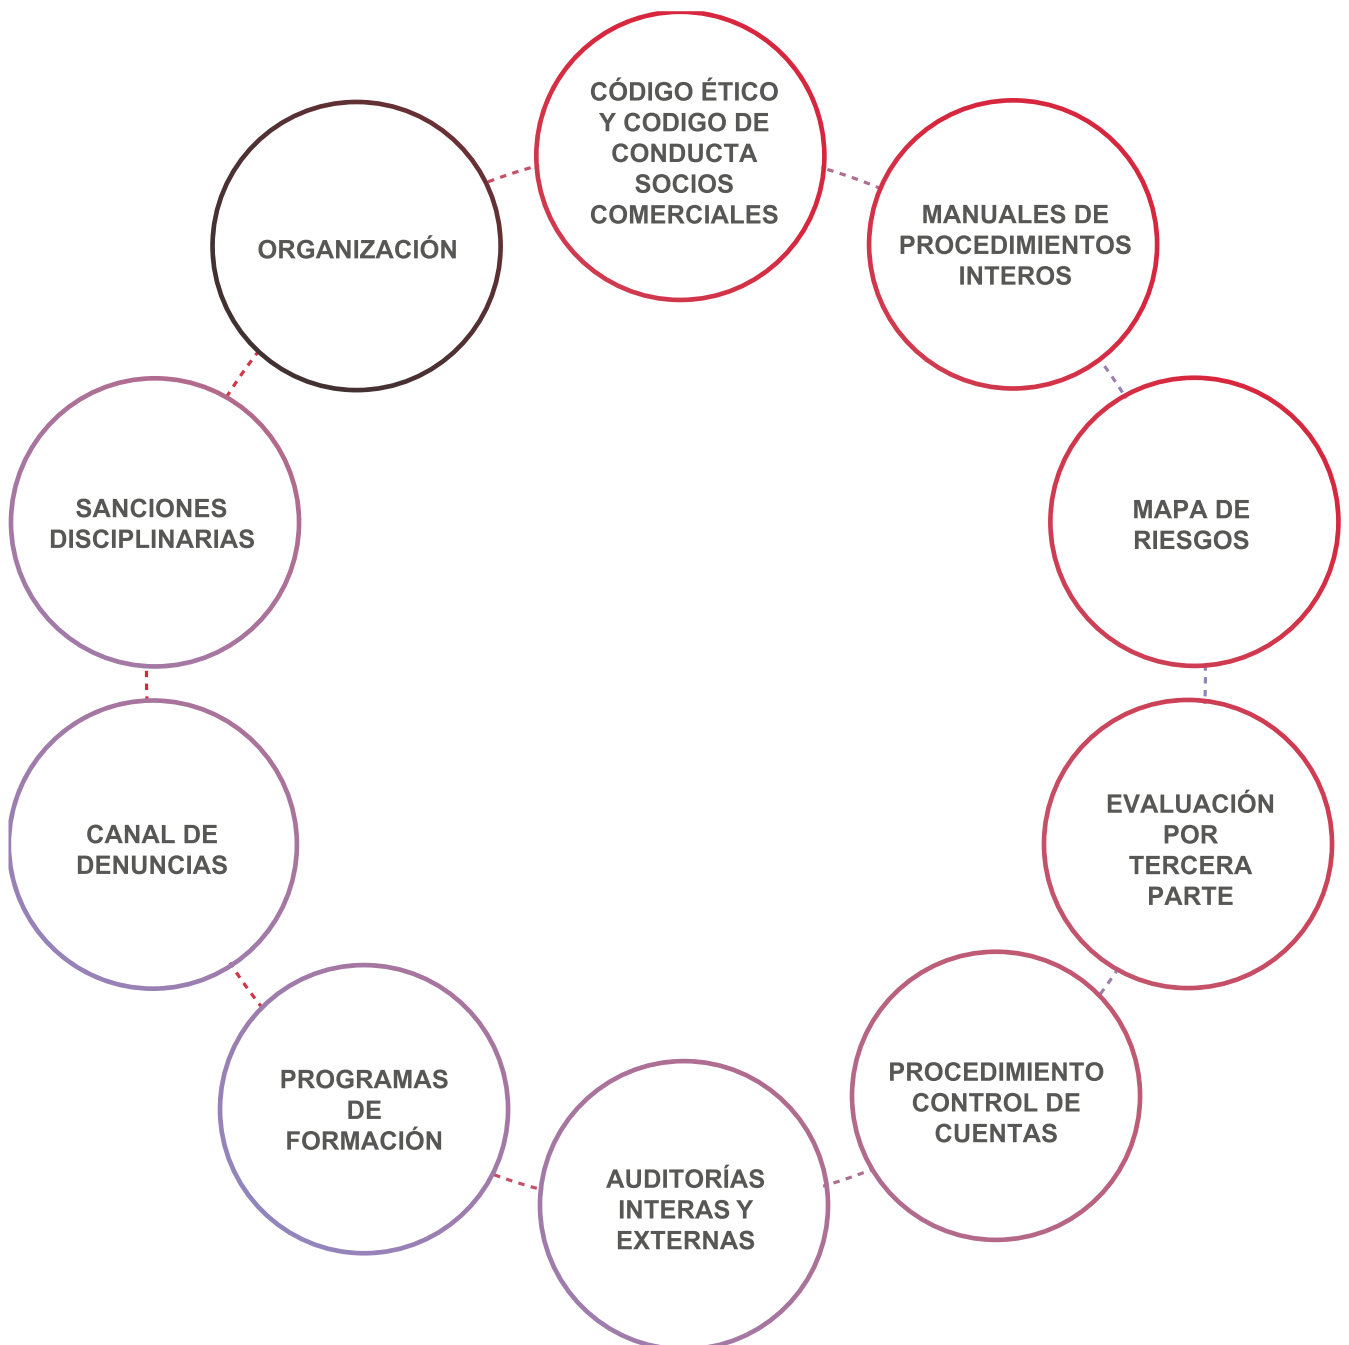 ORGANIZACIÓN
CÓDIGO ÉTICO
Y CODIGO DE
CONDUCTA
SOCIOS
COMERCIALES
MANUALES DE
PROCEDIMIENTOS
INTEROS
MAPA DE
RIESGOS
EVALUACIÓN
POR
TERCERA
PARTE
PROCEDIMIENTO
CONTROL DE
CUENTAS
AUDITORÍAS
INTERAS Y
EXTERNAS
PROGRAMAS
DE
FORMACIÓN
CANAL DE
DENUNCIAS
SANCIONES
DISCIPLINARIAS